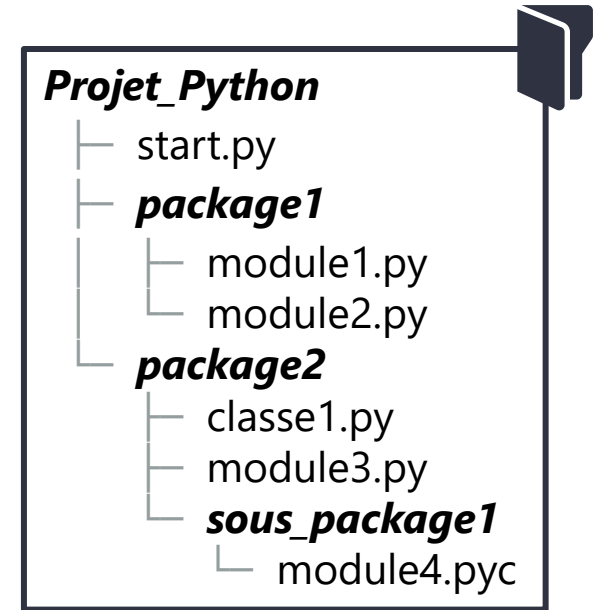 Projet_Python
start.py
package1
module1.py
module2.py
package2
classe1.py
module3.py
sous_package1
module4.pyc